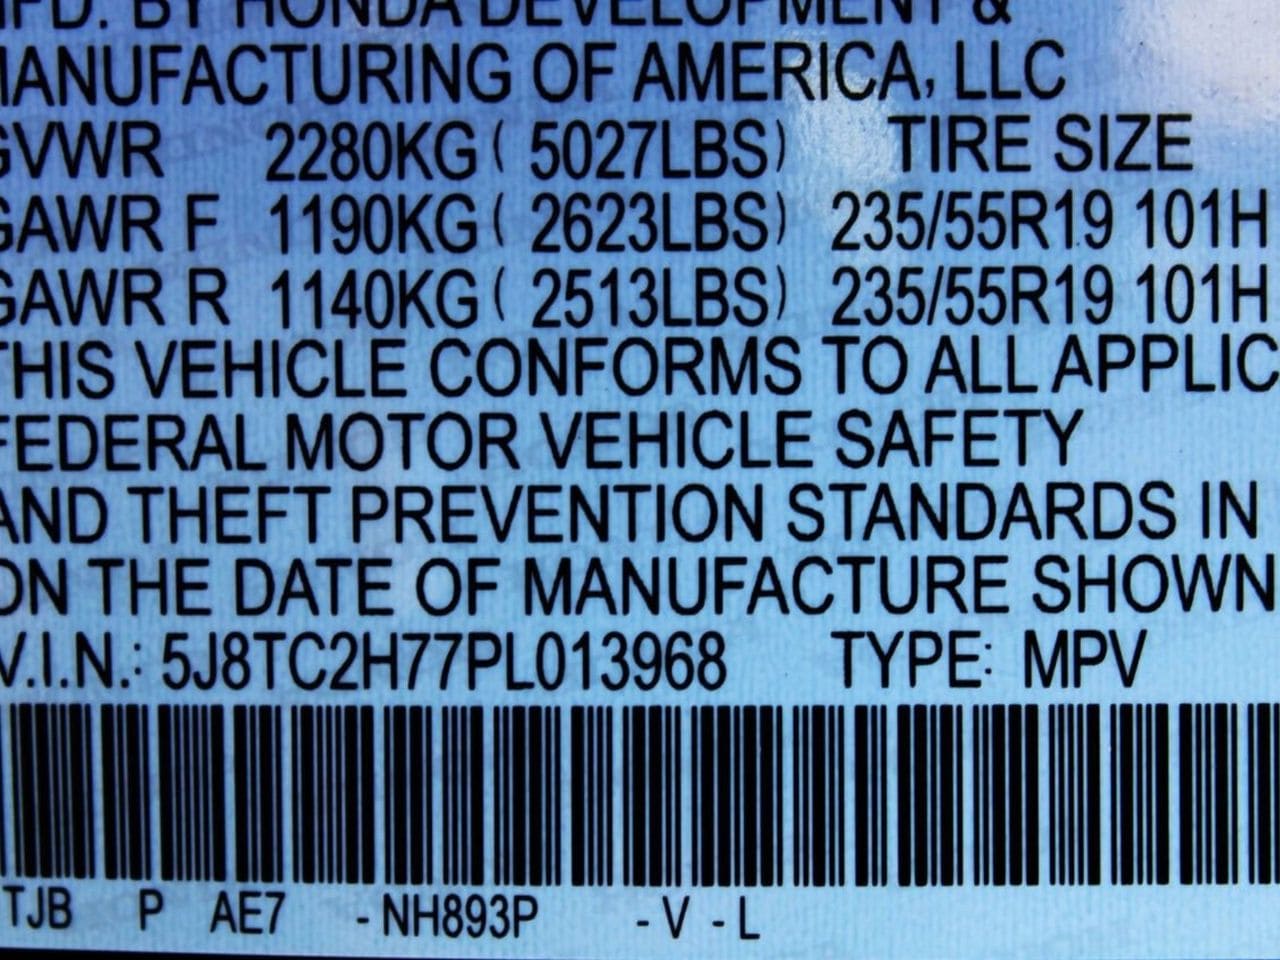 MFD. BY HONDA DEVELOPMENT &
MANUFACTURING OF AMERICA, LLC
GVWR 2280KG ( 5027LBS) TIRE SIZE
GAWR F 1190KG ( 2623LBS) 235/55R19 101H
GAWR R 1140KG ( 2513LBS) 235/55R19 101H
THIS VEHICLE CONFORMS TO ALL APPLIC
FEDERAL MOTOR VEHICLE SAFETY
AND THEFT PREVENTION STANDARDS IN
ON THE DATE OF MANUFACTURE SHOWN
V.I.N.: 5J8TC2H77PL013968 TYPE: MPV
TJB P AE7 - NH893P - V - L